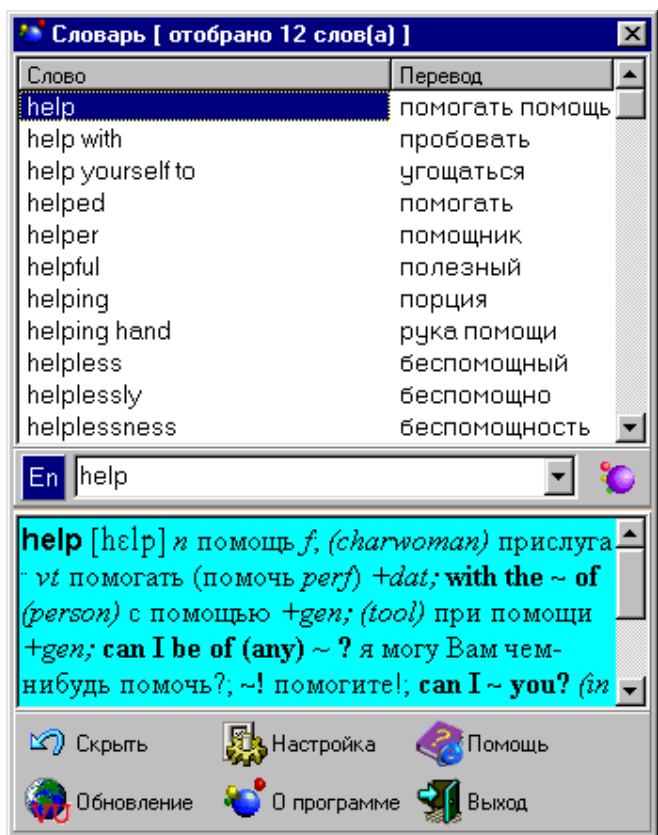 Словарь [ отобрано 12 слов(а) ]
Слово Перевод
help помогать помощь
help with пробовать
help yourself to угощаться
helped помогать
helper помощник
helpful полезный
helping порция
helping hand рука помощи
helpless беспомощный
helplessly беспомощно
helplessness беспомощность
En help
help [hɛlp] n помощь f; (charwoman) прислуга
¨ vt помогать (помочь perf) +dat; with the ~ of
(person) с помощью +gen; (tool) при помощи
+gen; can I be of (any) ~ ? я могу Вам чем-
нибудь помочь?; ~! помогите!; can I ~ you? (in
Скрыть Настройка Помощь
Обновление О программе Выход